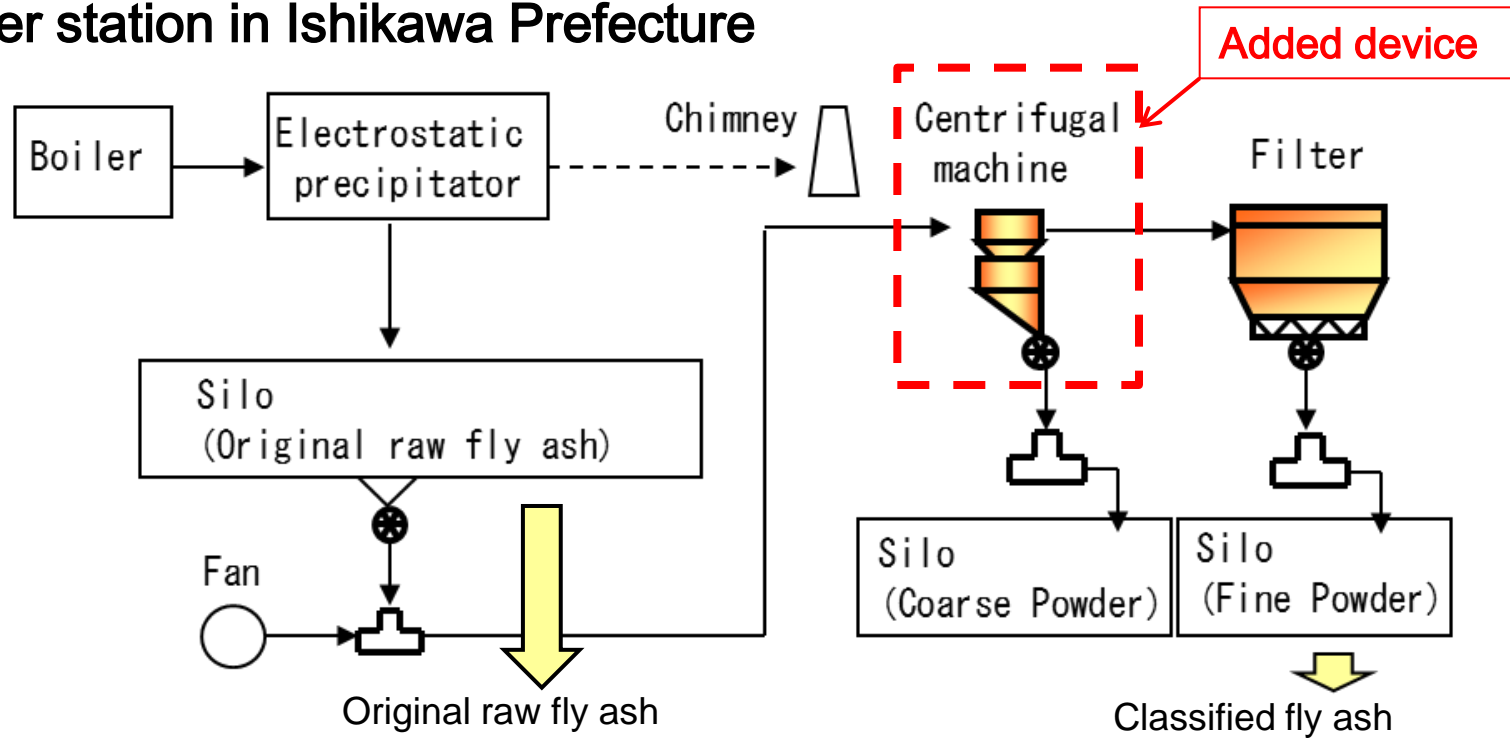 er station in Ishikawa Prefecture
Added device
Boiler
Electrostatic
precipitator
Chimney
Centrifugal
machine
Filter
Silo
(Original raw fly ash)
Fan
Silo
(Coarse Powder)
Silo
(Fine Powder)
Original raw fly ash
Classified fly ash